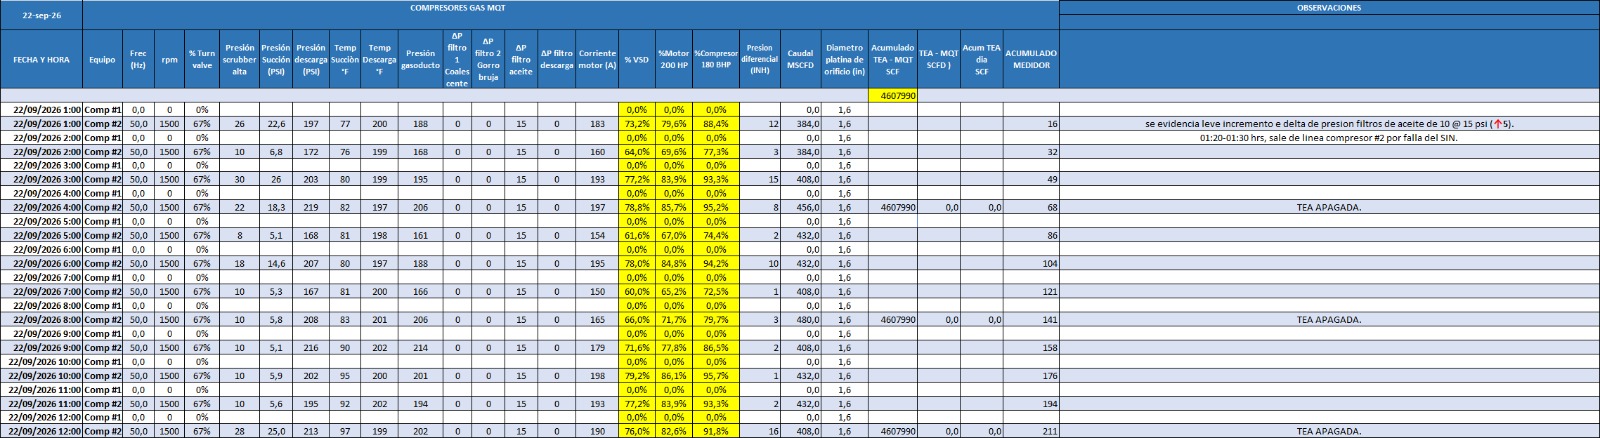 22-sep-26 COMPRESORES GAS MQT OBSERVACIONES
FECHA Y HORA Equipo Frec (Hz) rpm % Turn valve Presión scrubber alta Presión Succión (PSI) Presión descarga (PSI) Temp Succiòn °F Temp Descarga °F Presión gasoducto ΔP filtro 1 Coales cente ΔP filtro 2 Gorro bruja ΔP filtro aceite ΔP filtro descarga Corriente motor (A) % VSD %Motor 200 HP %Compresor 180 BHP Presion diferencial (INH) Caudal MSCFD Diametro platina de orificio (in) Acumulado TEA - MQT SCF TEA - MQT SCFD ) Acum TEA dia SCF ACUMULADO MEDIDOR
4607990
22/09/2026 1:00 Comp #1 0,0 0 0% 0,0% 0,0% 0,0% 0,0 1,6
22/09/2026 1:00 Comp #2 50,0 1500 67% 26 22,6 197 77 200 188 0 0 15 0 183 73,2% 79,6% 88,4% 12 384,0 1,6 16 se evidencia leve incremento e delta de presion filtros de aceite de 10 @ 15 psi (↑5).
22/09/2026 2:00 Comp #1 0,0 0 0% 0,0% 0,0% 0,0% 0,0 1,6 01:20-01:30 hrs, sale de linea compresor #2 por falla del SIN.
22/09/2026 2:00 Comp #2 50,0 1500 67% 10 6,8 172 76 199 168 0 0 15 0 160 64,0% 69,6% 77,3% 3 384,0 1,6 32
22/09/2026 3:00 Comp #1 0,0 0 0% 0,0% 0,0% 0,0% 0,0 1,6
22/09/2026 3:00 Comp #2 50,0 1500 67% 30 26 203 80 199 195 0 0 15 0 193 77,2% 83,9% 93,3% 15 408,0 1,6 49
22/09/2026 4:00 Comp #1 0,0 0 0% 0,0% 0,0% 0,0% 0,0 1,6
22/09/2026 4:00 Comp #2 50,0 1500 67% 22 18,3 219 82 197 206 0 0 15 0 197 78,8% 85,7% 95,2% 8 456,0 1,6 4607990 0,0 0,0 68 TEA APAGADA.
22/09/2026 5:00 Comp #1 0,0 0 0% 0,0% 0,0% 0,0% 0,0 1,6
22/09/2026 5:00 Comp #2 50,0 1500 67% 8 5,1 168 81 198 161 0 0 15 0 154 61,6% 67,0% 74,4% 2 432,0 1,6 86
22/09/2026 6:00 Comp #1 0,0 0 0% 0,0% 0,0% 0,0% 0,0 1,6
22/09/2026 6:00 Comp #2 50,0 1500 67% 18 14,6 207 80 197 188 0 0 15 0 195 78,0% 84,8% 94,2% 10 432,0 1,6 104
22/09/2026 7:00 Comp #1 0,0 0 0% 0,0% 0,0% 0,0% 0,0 1,6
22/09/2026 7:00 Comp #2 50,0 1500 67% 10 5,3 167 81 200 166 0 0 15 0 150 60,0% 65,2% 72,5% 1 408,0 1,6 121
22/09/2026 8:00 Comp #1 0,0 0 0% 0,0% 0,0% 0,0% 0,0 1,6
22/09/2026 8:00 Comp #2 50,0 1500 67% 10 5,8 208 83 201 206 0 0 15 0 165 66,0% 71,7% 79,7% 3 480,0 1,6 4607990 0,0 0,0 141 TEA APAGADA.
22/09/2026 9:00 Comp #1 0,0 0 0% 0,0% 0,0% 0,0% 0,0 1,6
22/09/2026 9:00 Comp #2 50,0 1500 67% 10 5,1 216 90 202 214 0 0 15 0 179 71,6% 77,8% 86,5% 2 408,0 1,6 158
22/09/2026 10:00 Comp #1 0,0 0 0% 0,0% 0,0% 0,0% 0,0 1,6
22/09/2026 10:00 Comp #2 50,0 1500 67% 10 5,9 202 95 200 201 0 0 15 0 198 79,2% 86,1% 95,7% 1 432,0 1,6 176
22/09/2026 11:00 Comp #1 0,0 0 0% 0,0% 0,0% 0,0% 0,0 1,6
22/09/2026 11:00 Comp #2 50,0 1500 67% 10 5,6 195 92 202 194 0 0 15 0 193 77,2% 83,9% 93,3% 2 432,0 1,6 194
22/09/2026 12:00 Comp #1 0,0 0 0% 0,0% 0,0% 0,0% 0,0 1,6
22/09/2026 12:00 Comp #2 50,0 1500 67% 28 25,0 213 97 199 202 0 0 15 0 190 76,0% 82,6% 91,8% 16 408,0 1,6 4607990 0,0 0,0 211 TEA APAGADA.